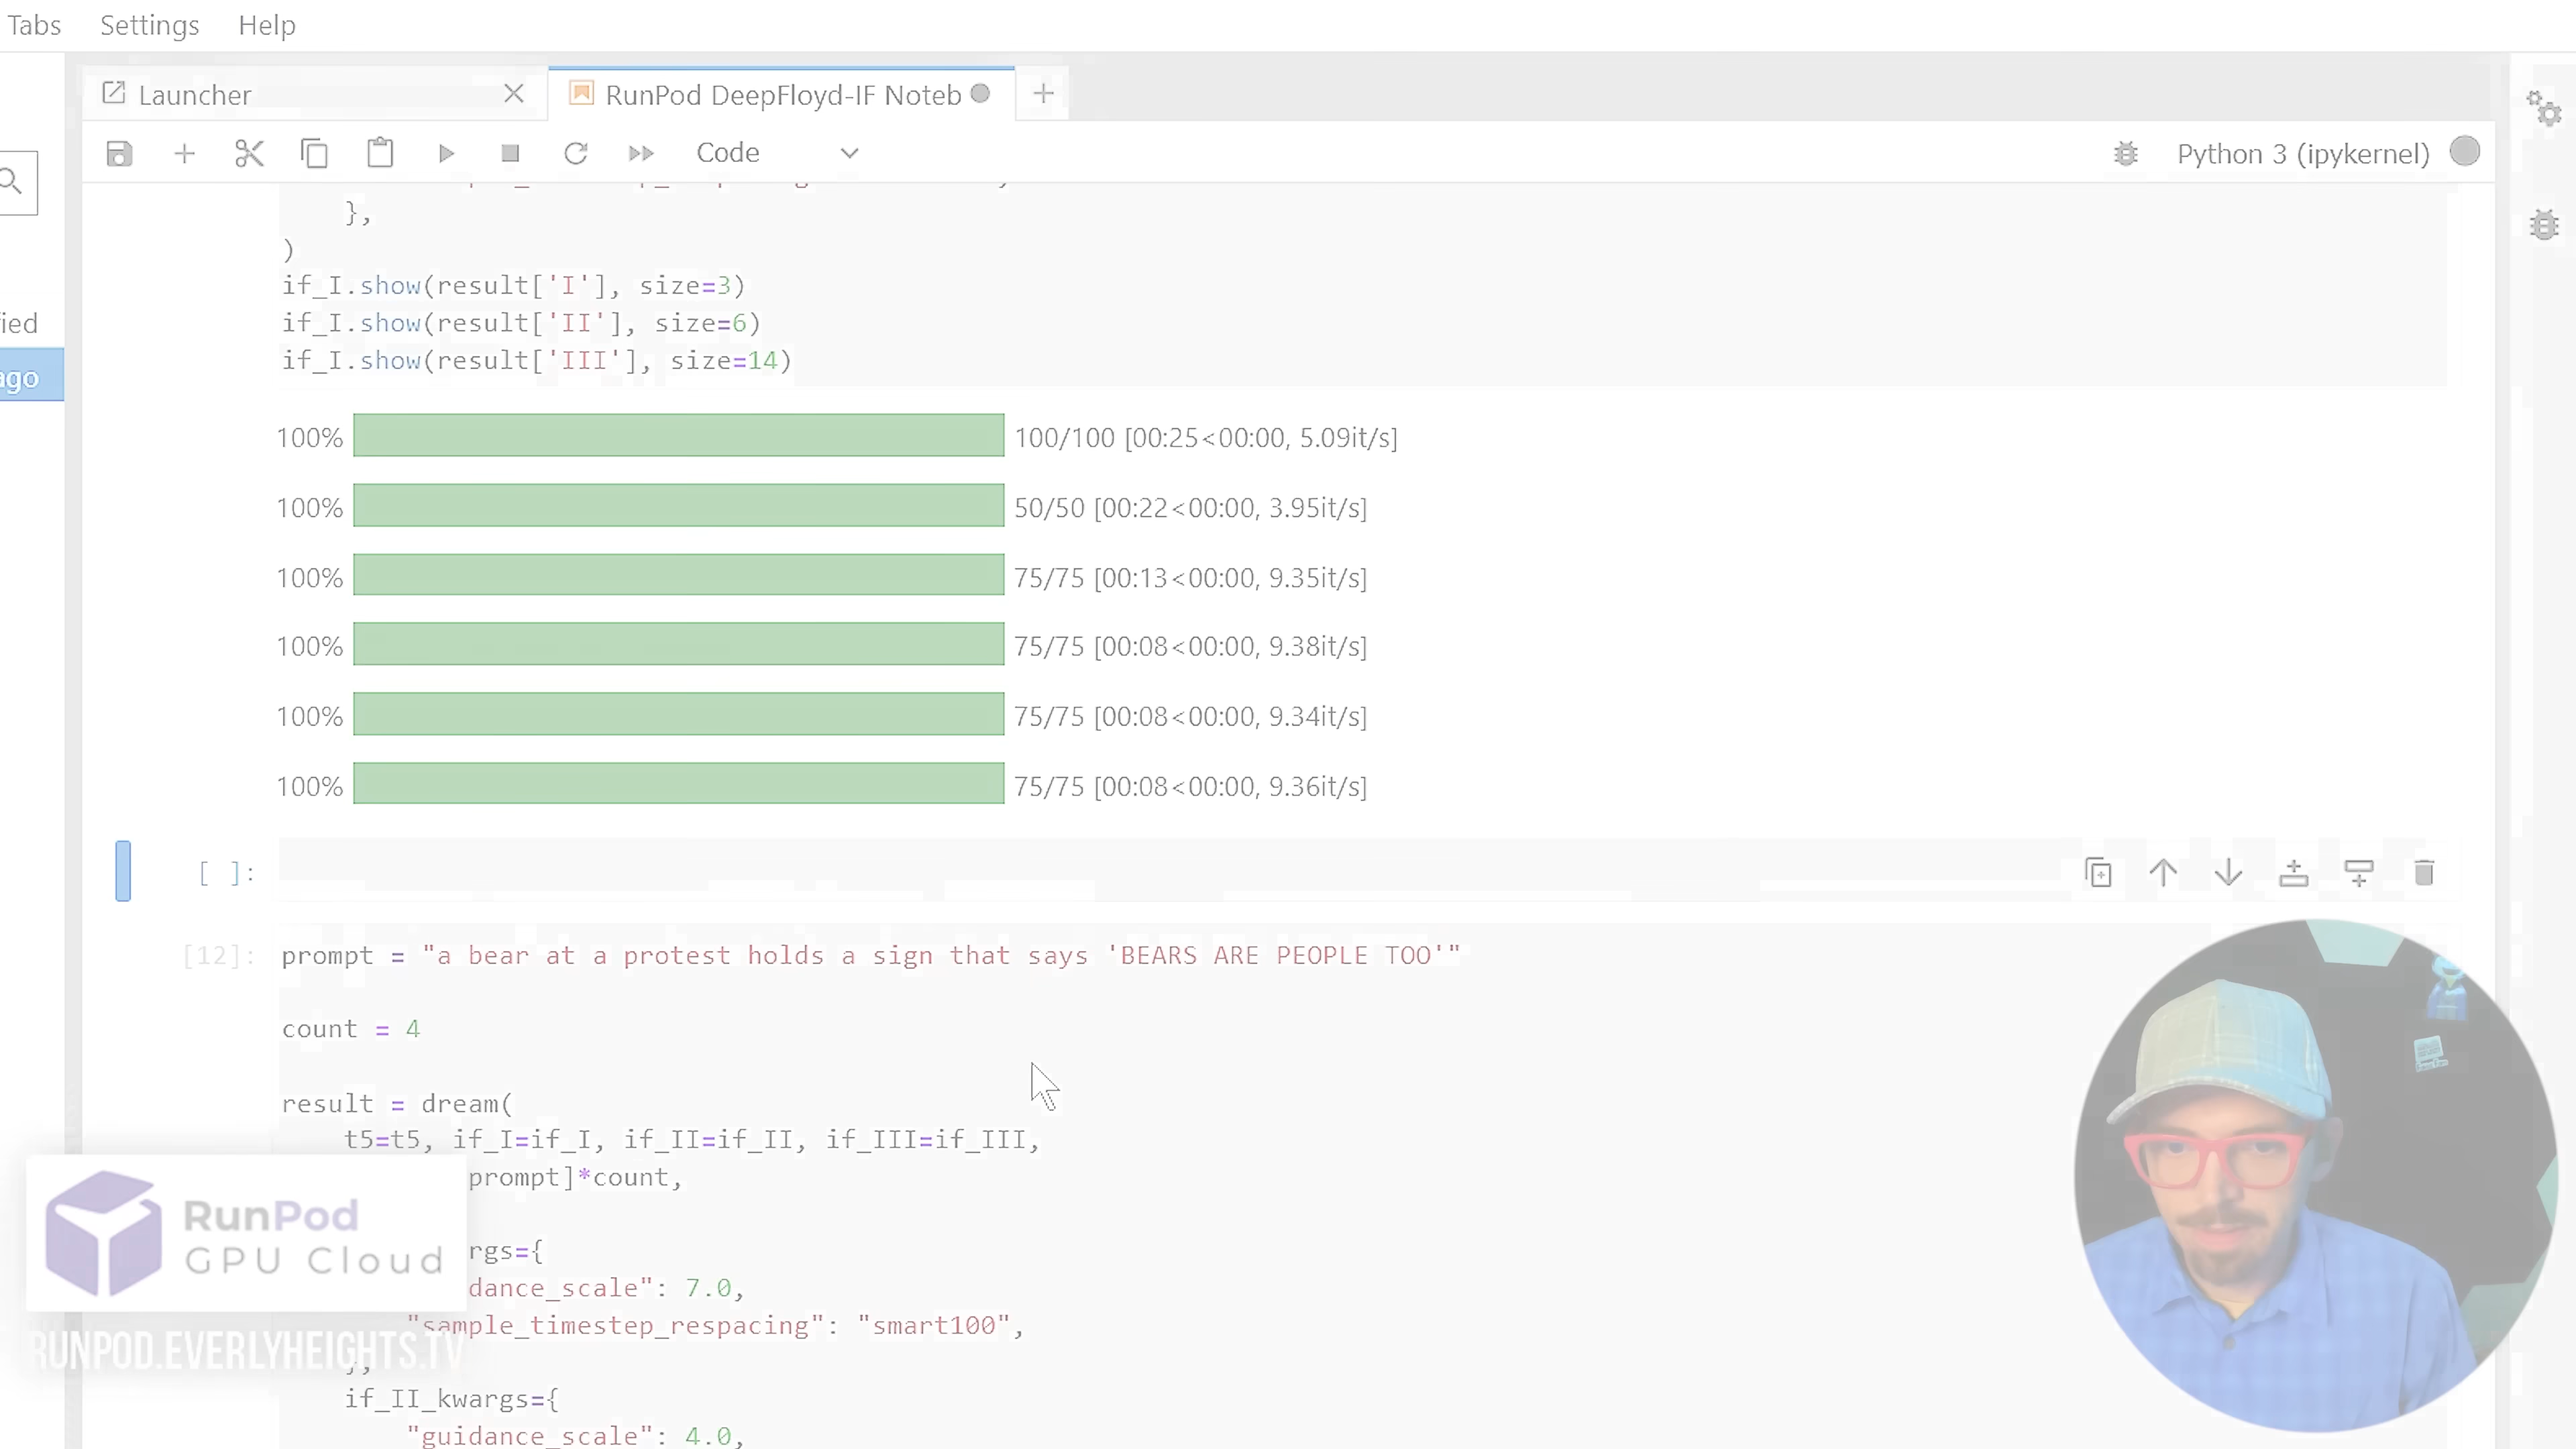 Tabs Settings Help
Launcher
RunPod DeepFloyd-IF Noteb
Code
Python 3 (ipykernel)
},
)
if_I.show(result['I'], size=3)
if_I.show(result['II'], size=6)
if_I.show(result['III'], size=14)
ied
ago
100% 100/100 [00:25<00:00, 5.09it/s]
100% 50/50 [00:22<00:00, 3.95it/s]
100% 75/75 [00:13<00:00, 9.35it/s]
100% 75/75 [00:08<00:00, 9.38it/s]
100% 75/75 [00:08<00:00, 9.34it/s]
100% 75/75 [00:08<00:00, 9.36it/s]
[ ]:
[12]: prompt = "a bear at a protest holds a sign that says 'BEARS ARE PEOPLE TOO'"
count = 4
result = dream(
t5=t5, if_I=if_I, if_II=if_II, if_III=if_III,
prompt]*count,
rgs={
dance_scale": 7.0,
"sample_timestep_respacing": "smart100",
},
if_II_kwargs={
"guidance_scale": 4.0,
RunPod
GPU Cloud
RUNPOD.EVERLYHEIGHTS.TV